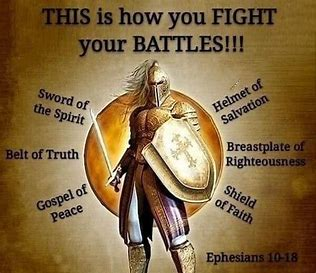 THIS is how you FIGHT
your BATTLES!!!
Sword of
the Spirit
Helmet of
Salvation
Belt of Truth
Breastplate of
Righteousness
Gospel of
Peace
Shield
of Faith
Ephesians 10-18